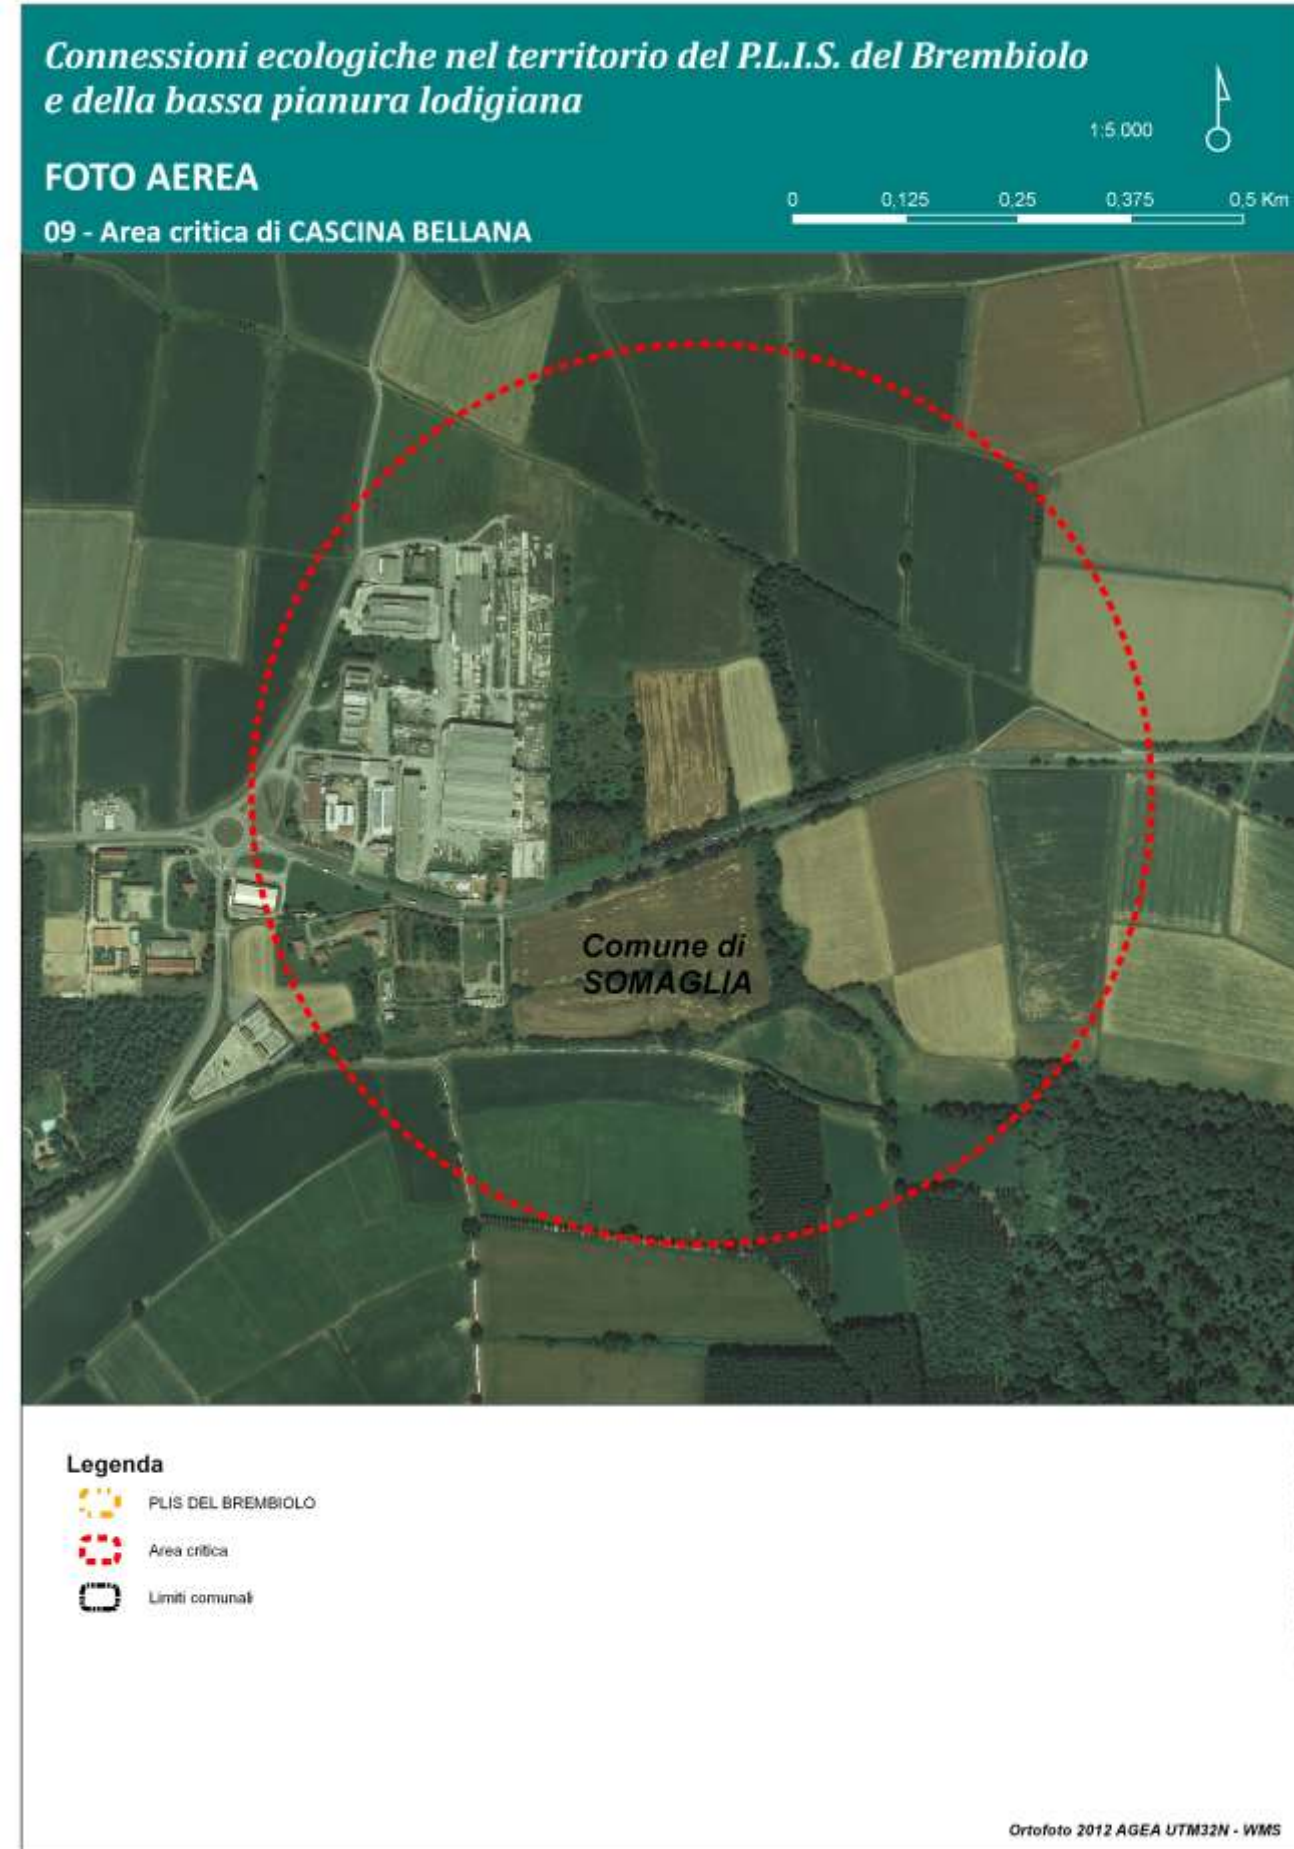 Connessioni ecologiche nel territorio del P.L.I.S. del Brembiolo
e della bassa pianura lodigiana
1:5.000
FOTO AEREA
0 0,125 0,25 0,375 0,5 Km
09 - Area critica di CASCINA BELLANA
Comune di
SOMAGLIA
Legenda
PLIS DEL BREMBIOLO
Area critica
Limiti comunali
Ortofoto 2012 AGEA UTM32N - WMS